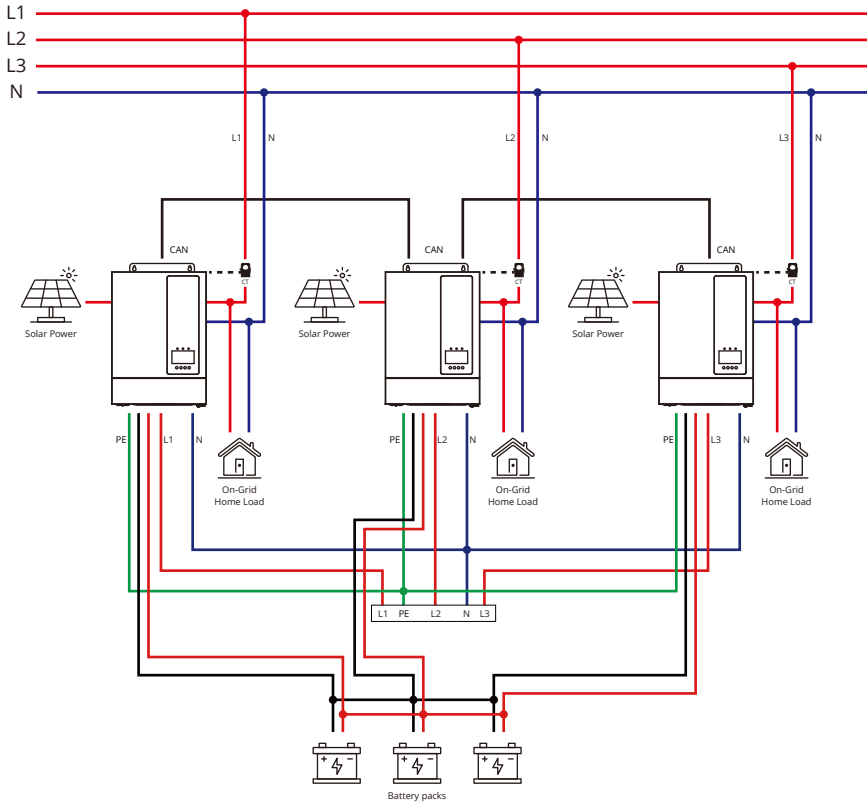 L1
L2
L3
N
L1
N
L2
N
L3
N
CAN
CAN
CAN
CT
CT
CT
Solar Power
Solar Power
Solar Power
PE
L1
N
PE
L2
N
PE
L3
N
On-Grid
Home Load
On-Grid
Home Load
On-Grid
Home Load
L1 PE L2 N L3
+ −
+ −
+ −
Battery packs